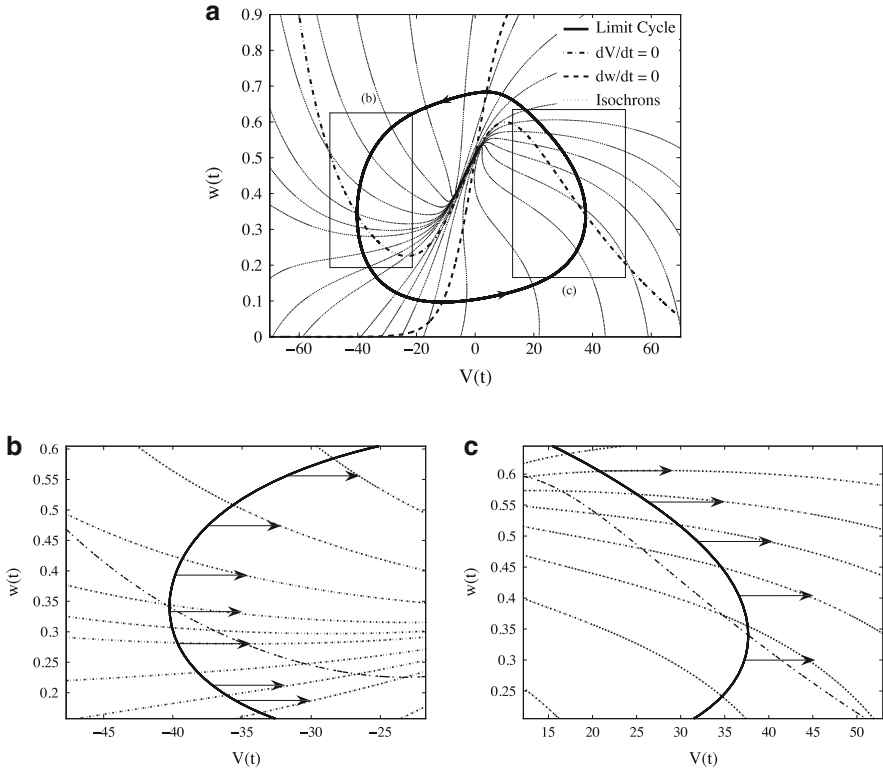 a
0.9
0.8
0.7
0.6
0.5
0.4
0.3
0.2
0.1
0
w(t)
Limit Cycle
dV/dt = 0
dw/dt = 0
Isochrons
(b)
(c)
−60 −40 −20 0 20 40 60
V(t)
b
0.6
0.55
0.5
0.45
0.4
0.35
0.3
0.25
0.2
w(t)
−45 −40 −35 −30 −25
V(t)
c
0.6
0.55
0.5
0.45
0.4
0.35
0.3
0.25
w(t)
15 20 25 30 35 40 45 50
V(t)